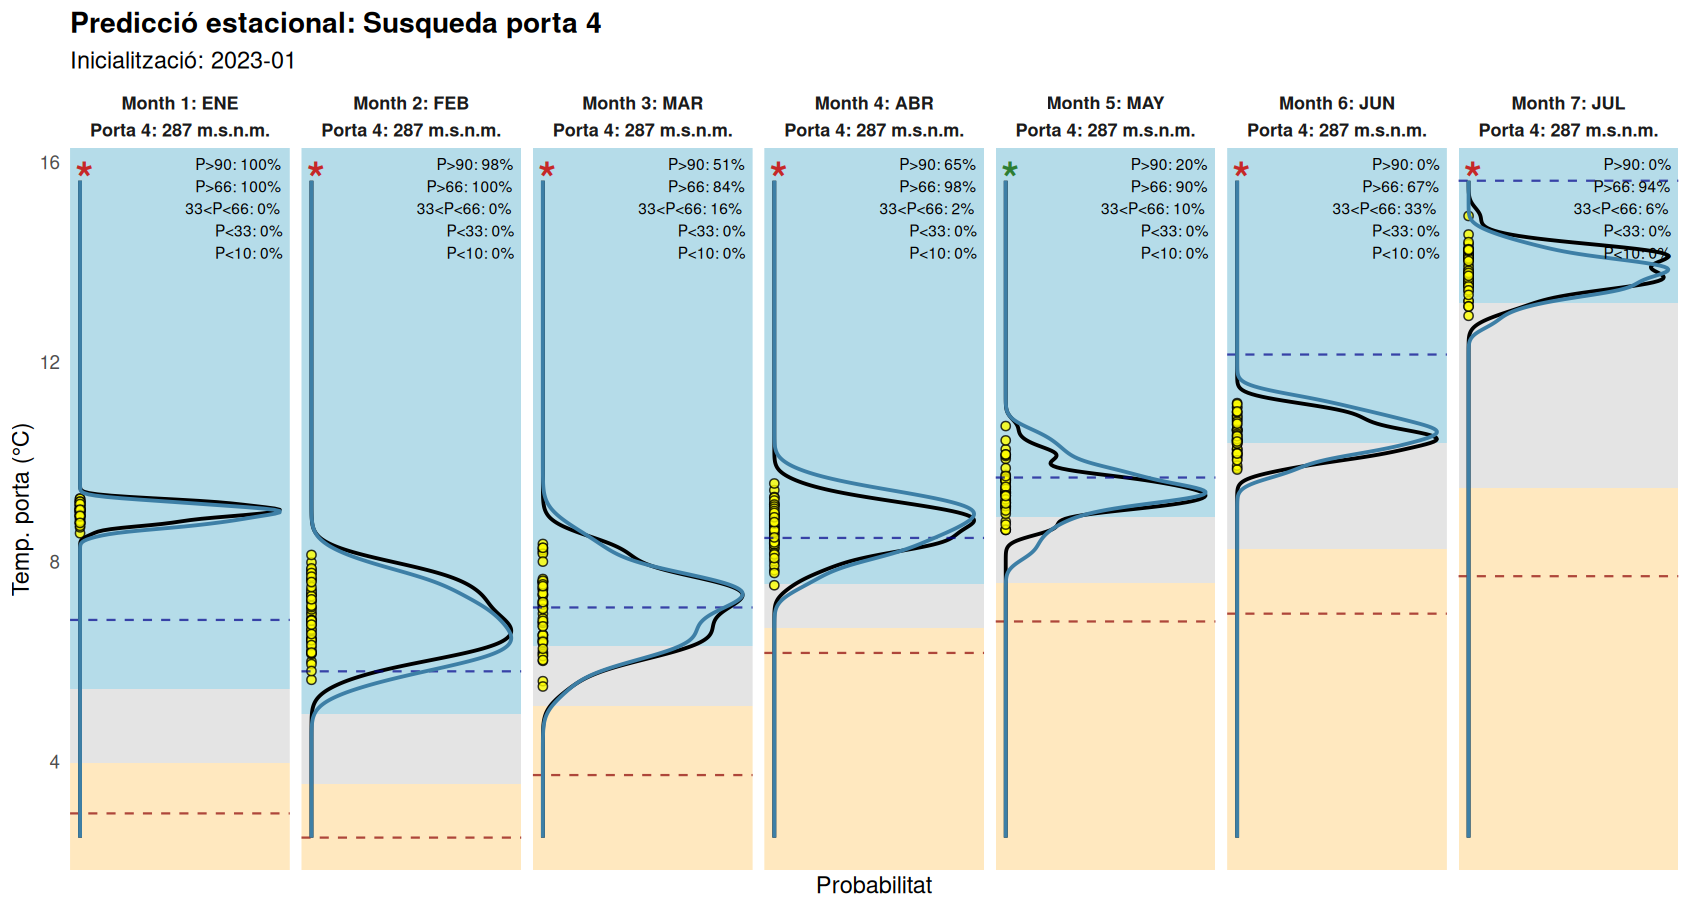 Predicció estacional: Susqueda porta 4
Inicialització: 2023-01
Month 1: ENE
Porta 4: 287 m.s.n.m.
Month 2: FEB
Porta 4: 287 m.s.n.m.
Month 3: MAR
Porta 4: 287 m.s.n.m.
Month 4: ABR
Porta 4: 287 m.s.n.m.
Month 5: MAY
Porta 4: 287 m.s.n.m.
Month 6: JUN
Porta 4: 287 m.s.n.m.
Month 7: JUL
Porta 4: 287 m.s.n.m.
Temp. porta (°C)
16
12
8
4
*
P>90: 100%
P>66: 100%
33<P<66: 0%
P<33: 0%
P<10: 0%
*
P>90: 98%
P>66: 100%
33<P<66: 0%
P<33: 0%
P<10: 0%
*
P>90: 51%
P>66: 84%
33<P<66: 16%
P<33: 0%
P<10: 0%
*
P>90: 65%
P>66: 98%
33<P<66: 2%
P<33: 0%
P<10: 0%
*
P>90: 20%
P>66: 90%
33<P<66: 10%
P<33: 0%
P<10: 0%
*
P>90: 0%
P>66: 67%
33<P<66: 33%
P<33: 0%
P<10: 0%
*
P>90: 0%
P>66: 94%
33<P<66: 6%
P<33: 0%
P<10: 0%
Probabilitat